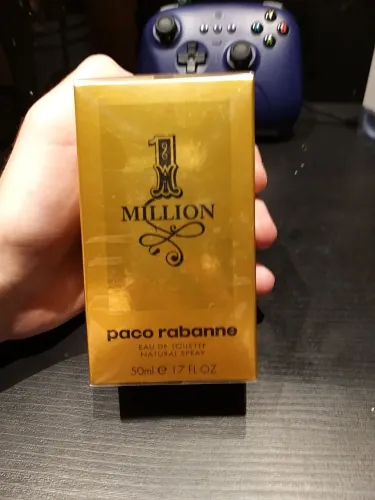 1
MILLION
paco rabanne
EAU DE TOILETTE
NATURAL SPRAY
50ml e 1.7 FL OZ